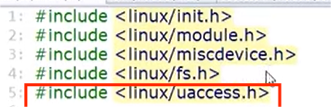 1: #include <linux/init.h>
2: #include <linux/module.h>
3: #include <linux/miscdevice.h>
4: #include <linux/fs.h>
5: #include <linux/uaccess.h>